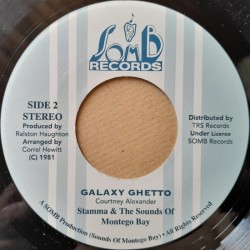 SOMB
RECORDS
SIDE 2
STEREO
Produced by
Ralston Haughton
Arranged by
Correl Hewitt
(C) 1981
Distributed by
TRS Records
Under License
SOMB Records
GALAXY GHETTO
Courtney Alexander
Stamma & The Sounds Of
Montego Bay
A SOMB Production (Sounds Of Montego Bay) • All Rights Reserved